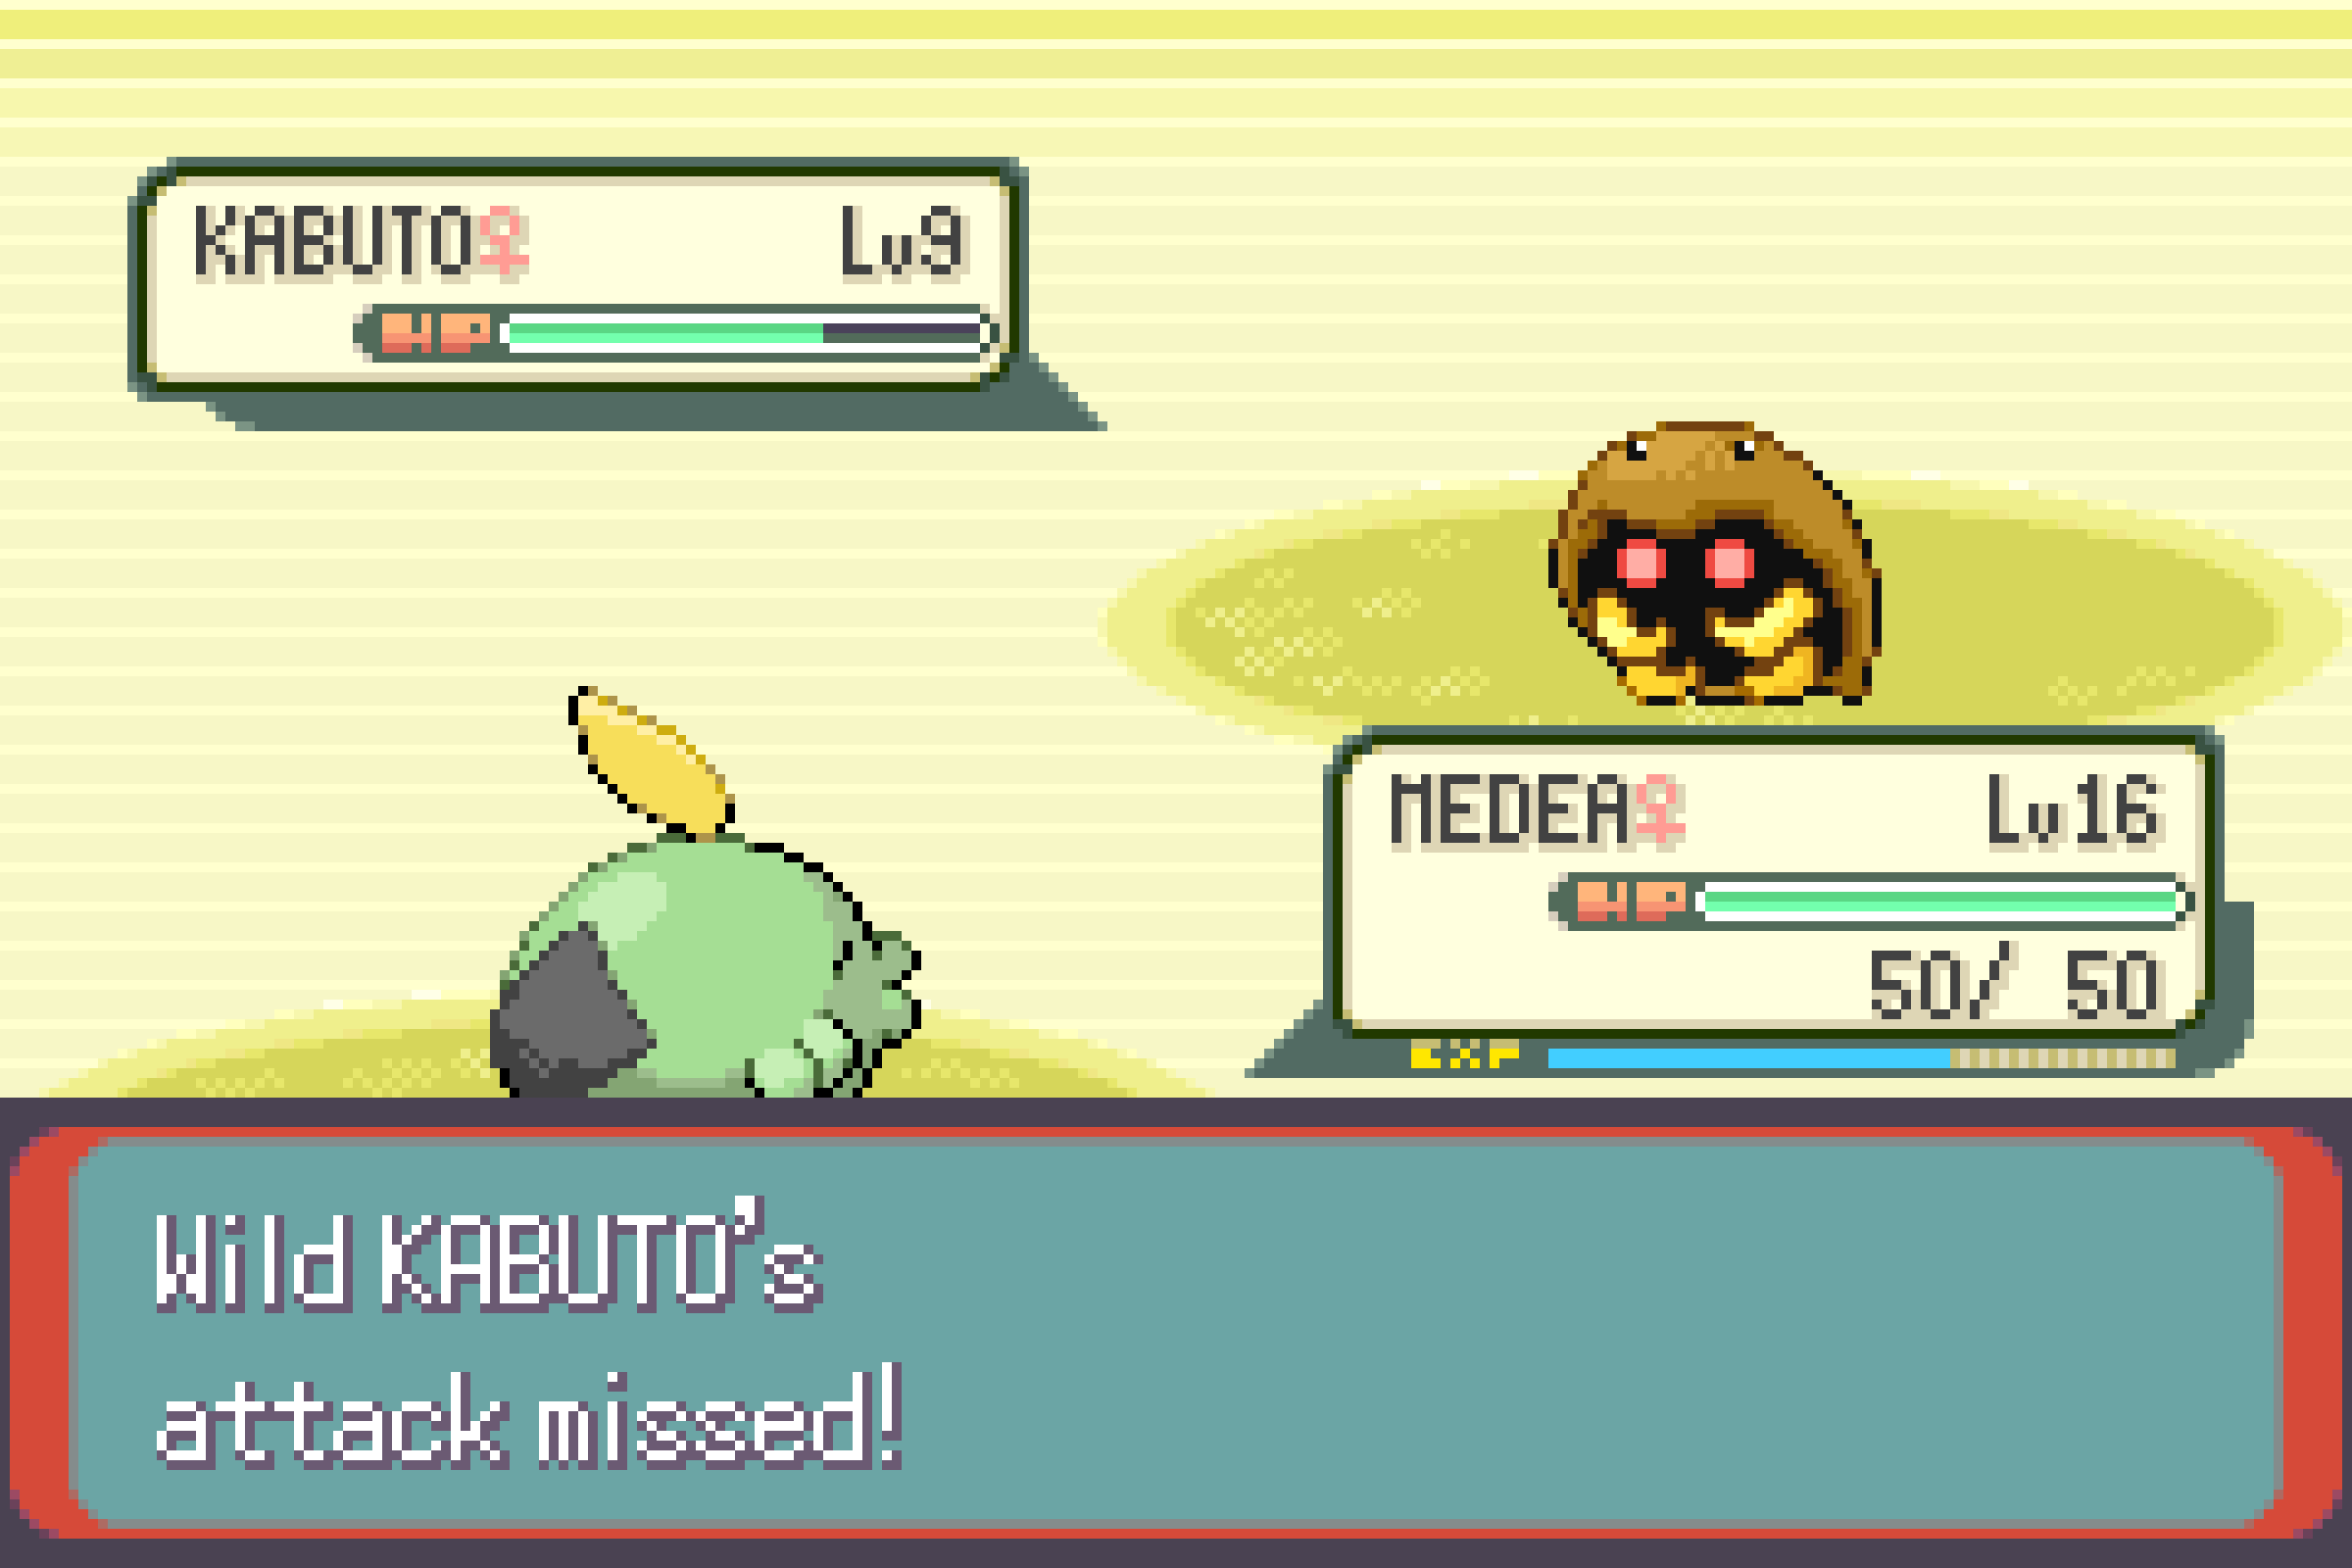 KABUTO♀ Lv9
HP
MEDEA♀ Lv16
HP
50/ 50
EXP
Wild KABUTO's
attack missed!